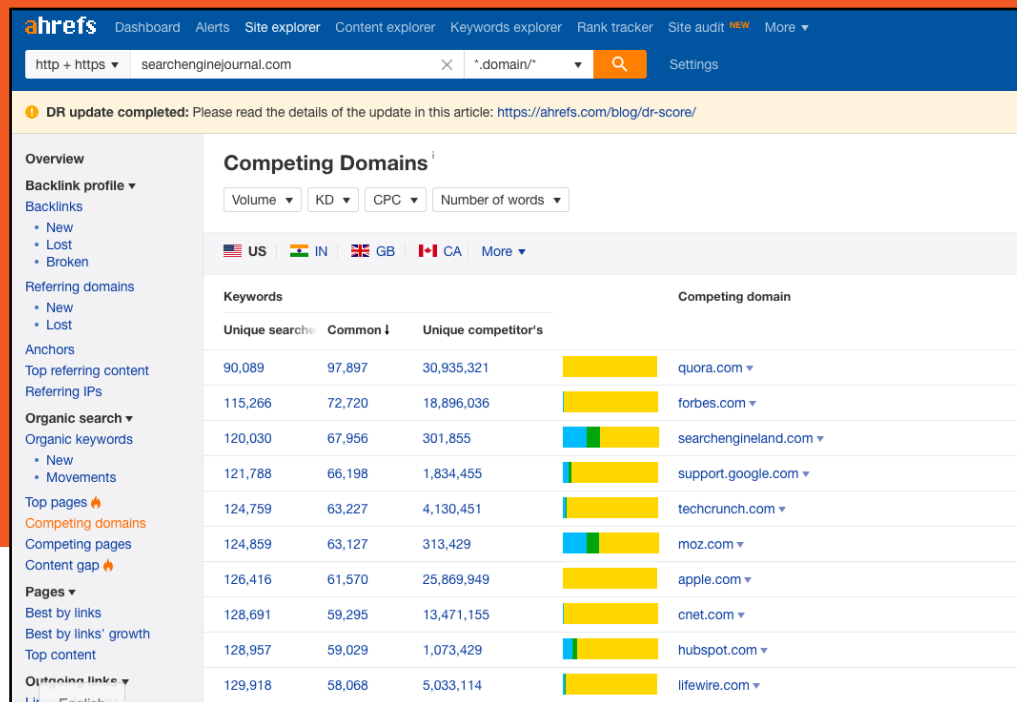 ahrefs Dashboard Alerts Site explorer Content explorer Keywords explorer Rank tracker Site audit NEW More
http + https searchenginejournal.com *.domain/* Settings
DR update completed: Please read the details of the update in this article: https://ahrefs.com/blog/dr-score/
Overview
Backlink profile
Backlinks
New
Lost
Broken
Referring domains
New
Lost
Anchors
Top referring content
Referring IPs
Organic search
Organic keywords
New
Movements
Top pages
Competing domains
Competing pages
Content gap
Pages
Best by links
Best by links' growth
Top content
Outgoing links
English
Competing Domains i
Volume KD CPC Number of words
US IN GB CA More
Keywords Competing domain
Unique searche Common Unique competitor's
90,089 97,897 30,935,321 quora.com
115,266 72,720 18,896,036 forbes.com
120,030 67,956 301,855 searchengineland.com
121,788 66,198 1,834,455 support.google.com
124,759 63,227 4,130,451 techcrunch.com
124,859 63,127 313,429 moz.com
126,416 61,570 25,869,949 apple.com
128,691 59,295 13,471,155 cnet.com
128,957 59,029 1,073,429 hubspot.com
129,918 58,068 5,033,114 lifewire.com